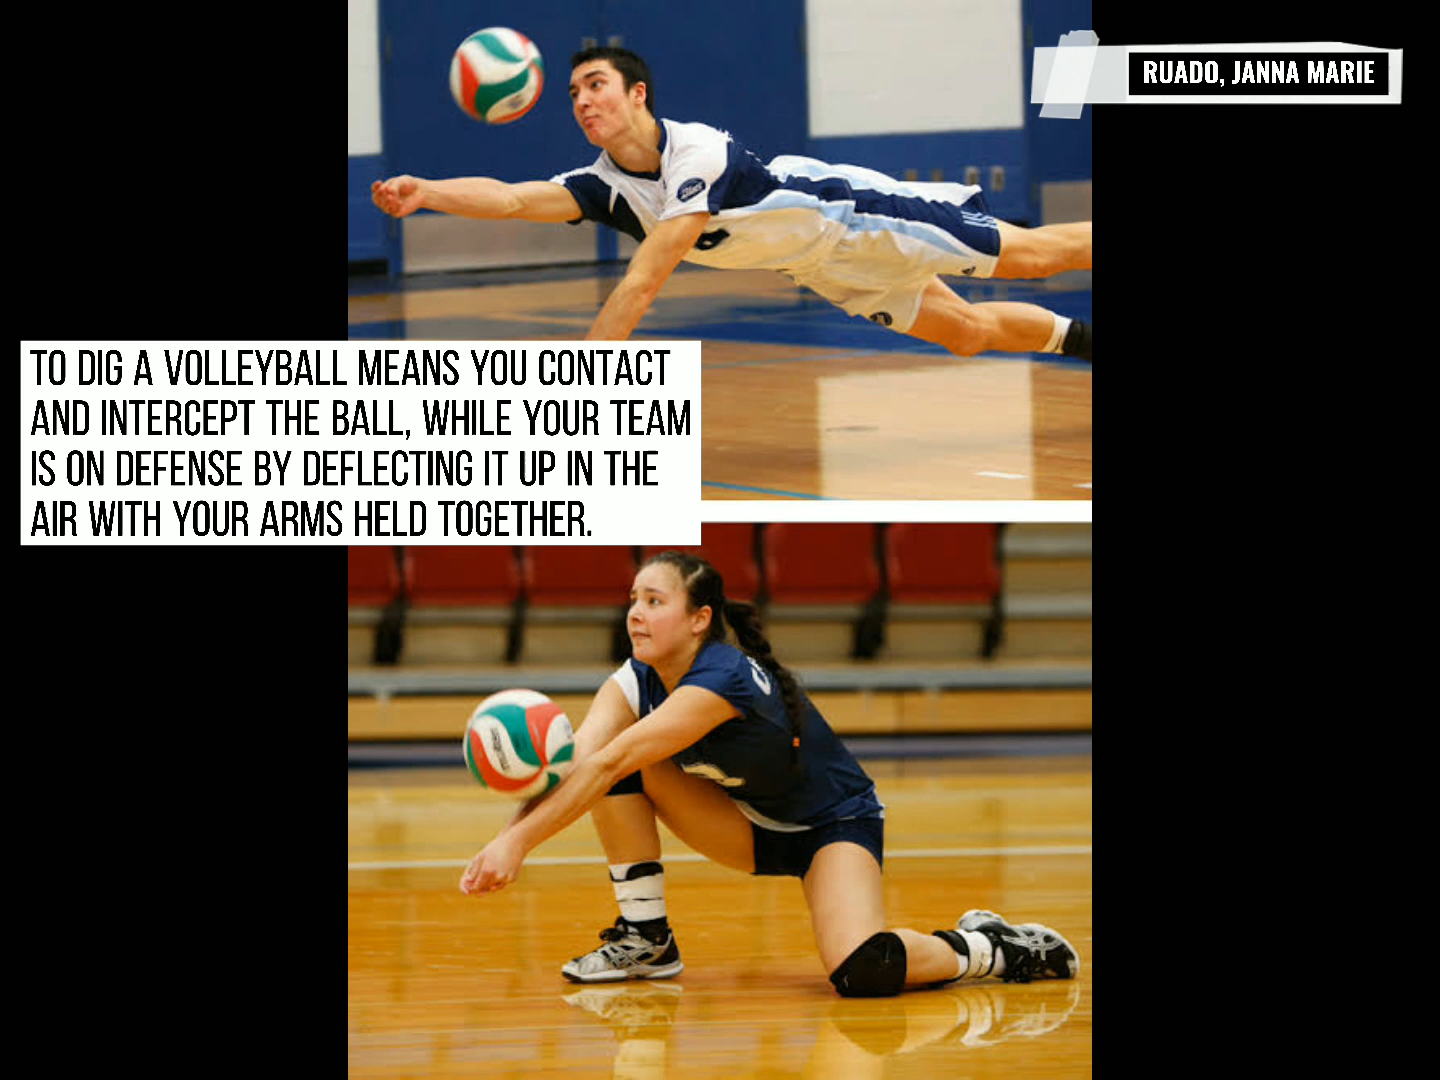 RUADO, JANNA MARIE
TO DIG A VOLLEYBALL MEANS YOU CONTACT
AND INTERCEPT THE BALL, WHILE YOUR TEAM
IS ON DEFENSE BY DEFLECTING IT UP IN THE
AIR WITH YOUR ARMS HELD TOGETHER.